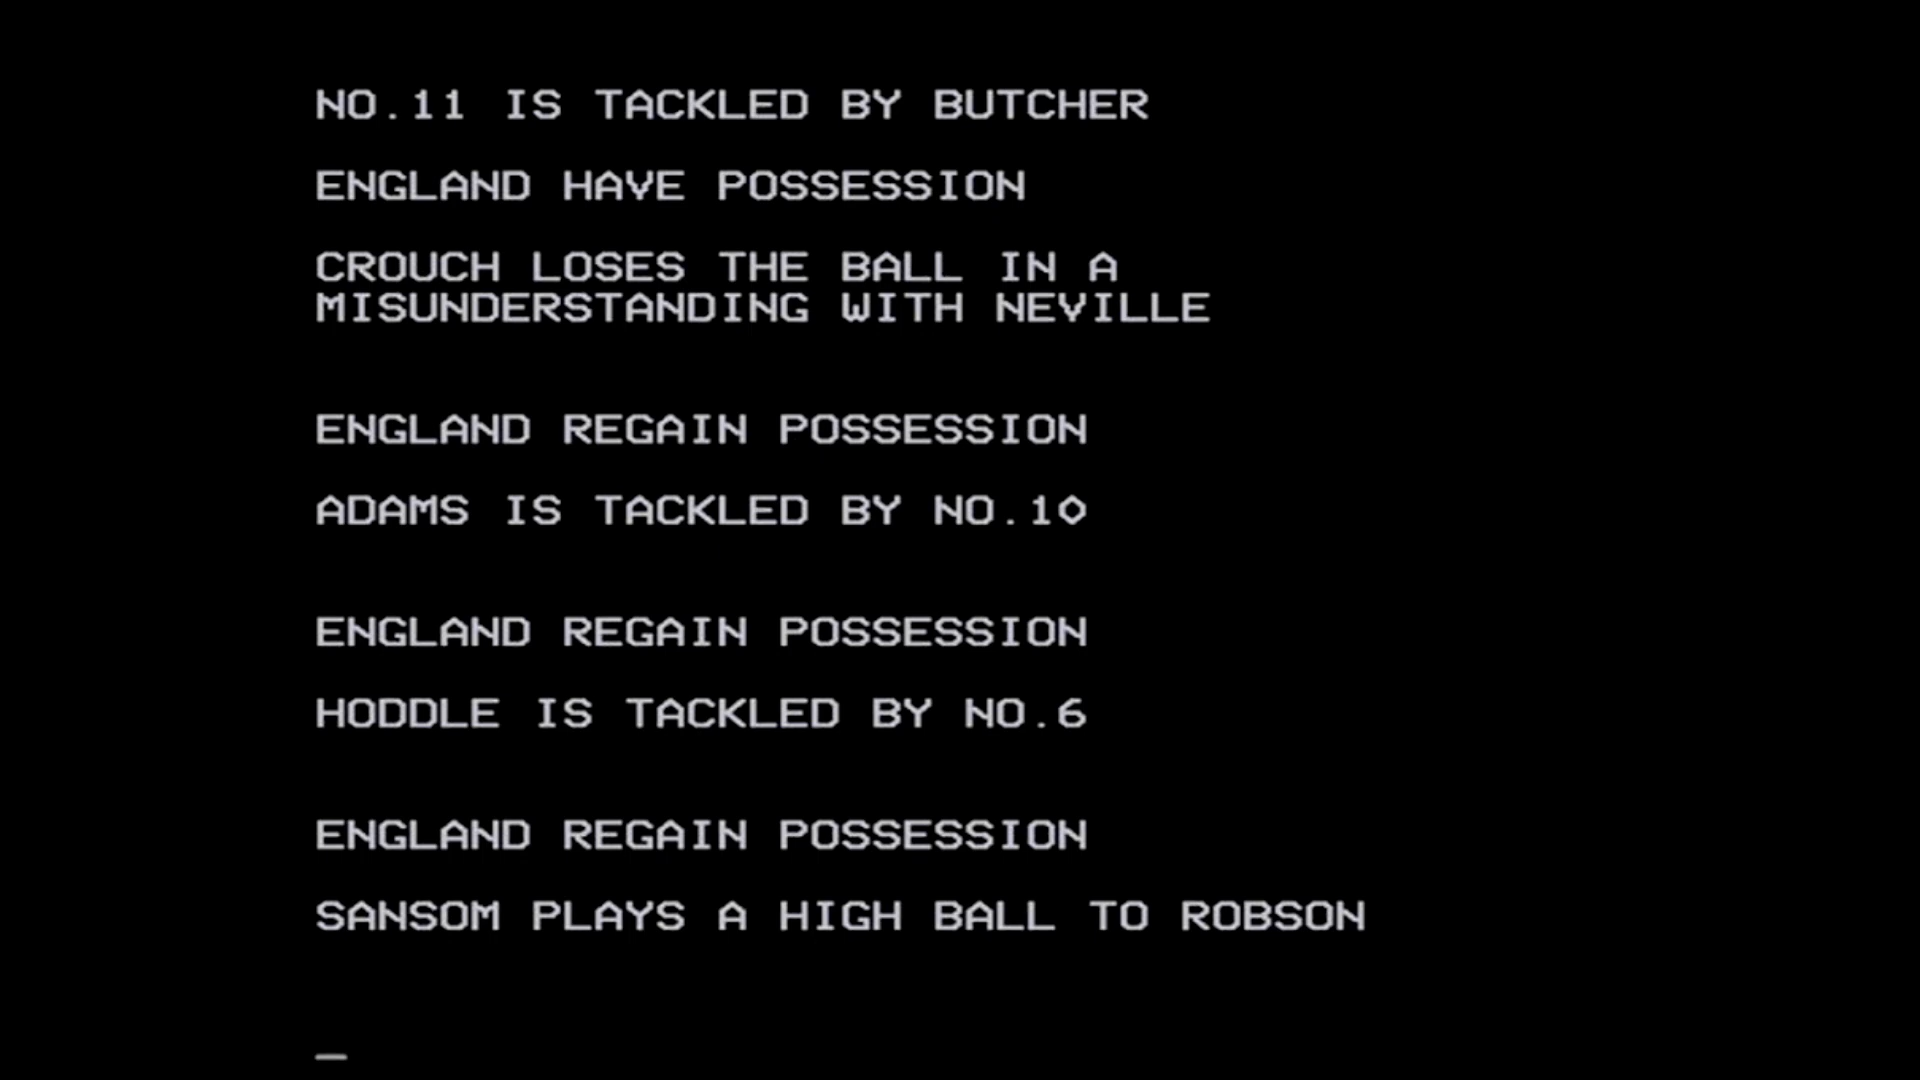 NO.11 IS TACKLED BY BUTCHER
ENGLAND HAVE POSSESSION
CROUCH LOSES THE BALL IN A
MISUNDERSTANDING WITH NEVILLE
ENGLAND REGAIN POSSESSION
ADAMS IS TACKLED BY NO.10
ENGLAND REGAIN POSSESSION
HODDLE IS TACKLED BY NO.6
ENGLAND REGAIN POSSESSION
SANSOM PLAYS A HIGH BALL TO ROBSON
_